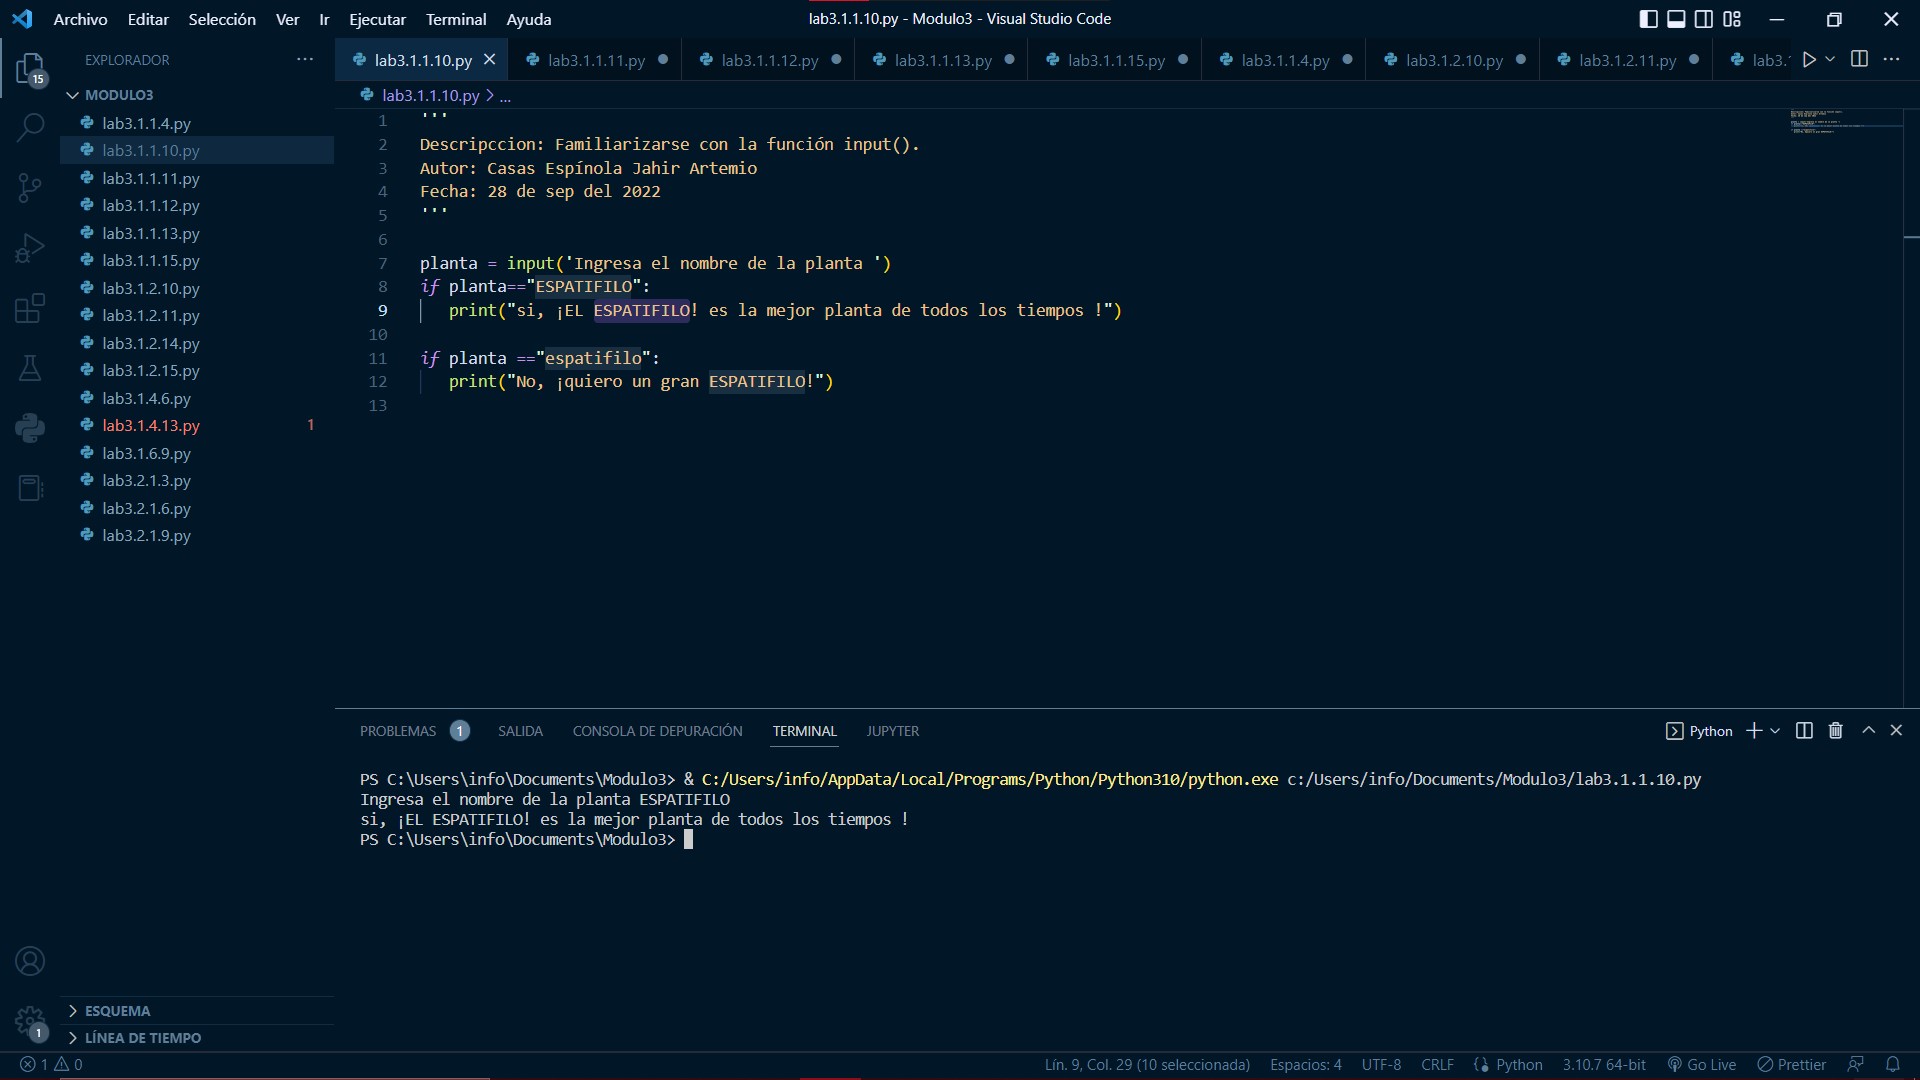 Archivo Editar Selección Ver Ir Ejecutar Terminal Ayuda
lab3.1.1.10.py - Modulo3 - Visual Studio Code
15
EXPLORADOR
MODULO3
lab3.1.1.4.py
lab3.1.1.10.py
lab3.1.1.11.py
lab3.1.1.12.py
lab3.1.1.13.py
lab3.1.1.15.py
lab3.1.2.10.py
lab3.1.2.11.py
lab3.1.2.14.py
lab3.1.2.15.py
lab3.1.4.6.py
lab3.1.4.13.py 1
lab3.1.6.9.py
lab3.2.1.3.py
lab3.2.1.6.py
lab3.2.1.9.py
ESQUEMA
LÍNEA DE TIEMPO
1
lab3.1.1.10.py lab3.1.1.11.py lab3.1.1.12.py lab3.1.1.13.py lab3.1.1.15.py lab3.1.1.4.py lab3.1.2.10.py lab3.1.2.11.py lab3.
lab3.1.1.10.py > ...
1 '''
2 Descripccion: Familiarizarse con la función input().
3 Autor: Casas Espínola Jahir Artemio
4 Fecha: 28 de sep del 2022
5 '''
6
7 planta = input('Ingresa el nombre de la planta ')
8 if planta=="ESPATIFILO":
9 print("si, ¡EL ESPATIFILO! es la mejor planta de todos los tiempos !")
10
11 if planta =="espatifilo":
12 print("No, ¡quiero un gran ESPATIFILO!")
13
PROBLEMAS 1 SALIDA CONSOLA DE DEPURACIÓN TERMINAL JUPYTER
Python
PS C:\Users\info\Documents\Modulo3> & C:/Users/info/AppData/Local/Programs/Python/Python310/python.exe c:/Users/info/Documents/Modulo3/lab3.1.1.10.py
Ingresa el nombre de la planta ESPATIFILO
si, ¡EL ESPATIFILO! es la mejor planta de todos los tiempos !
PS C:\Users\info\Documents\Modulo3>
1 0
Lín. 9, Col. 29 (10 seleccionada) Espacios: 4 UTF-8 CRLF Python 3.10.7 64-bit Go Live Prettier